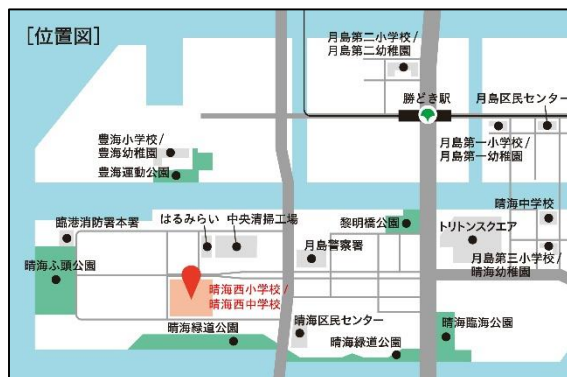 [位置図]
月島第二小学校/
月島第二幼稚園
勝どき駅
月島区民センター
月島第一小学校/
月島第一幼稚園
豊海小学校/
豊海幼稚園
豊海運動公園
臨港消防署本署
はるみらい
中央清掃工場
黎明橋公園
晴海中学校
トリトンスクエア
月島警察署
月島第三小学校/
晴海幼稚園
晴海ふ頭公園
晴海西小学校/
晴海西中学校
晴海緑道公園
晴海区民センター
晴海臨海公園
晴海緑道公園